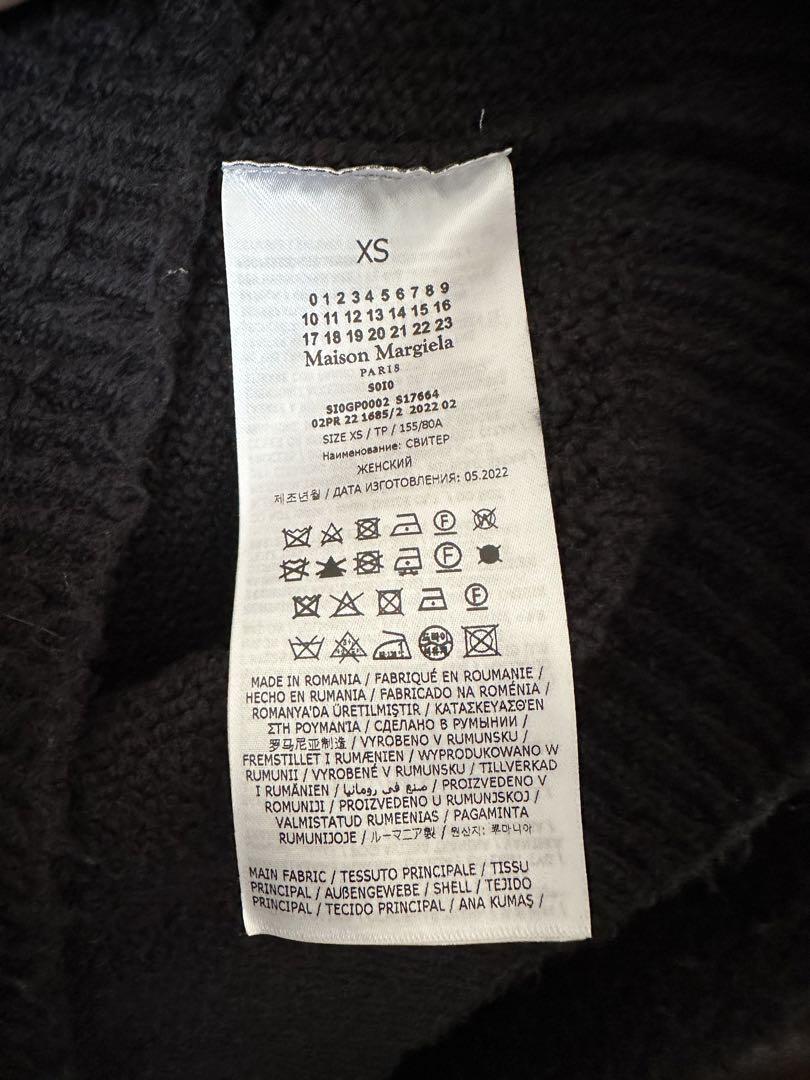 XS
0 1 2 3 4 5 6 7 8 9
10 11 12 13 14 15 16
17 18 19 20 21 22 23
Maison Margiela
PARIS
S0I0
SI0GP0002 S17664
02PR 22 1685/2 2022 02
SIZE XS / TP / 155/80A
Наименование: СВИТЕР
ЖЕНСКИЙ
제조년월 / ДАТА ИЗГОТОВЛЕНИЯ: 05.2022
F W
F
F
MADE IN ROMANIA / FABRIQUÉ EN ROUMANIE /
HECHO EN RUMANIA / FABRICADO NA ROMÉNIA /
ROMANYA'DA ÜRETILMIŞTIR / ΚΑΤΑΣΚΕΥΑΣΘ'ΕΝ
ΣΤΗ ΡΟΥΜΑΝ'ΙΑ / СДЕЛАНО В РУМЫНИИ /
罗马尼亚制造 / VYROBENO V RUMUNSKU /
FREMSTILLET I RUMÆNIEN / WYPRODUKOWANO W
RUMUNII / VYROBENÉ V RUMUNSKU / TILLVERKAD
I RUMÄNIEN / صنع في رومانيا / PROIZVEDENO V
ROMUNIJI / PROIZVEDENO U RUMUNJSKOJ /
VALMISTATUD RUMEENIAS / PAGAMINTA
RUMUNIJOJE / ルーマニア製 / 원산지: 루마니아
MAIN FABRIC / TESSUTO PRINCIPALE / TISSU
PRINCIPAL / AUßENGEWEBE / SHELL / TEJIDO
PRINCIPAL / TECIDO PRINCIPAL / ANA KUMAŞ /